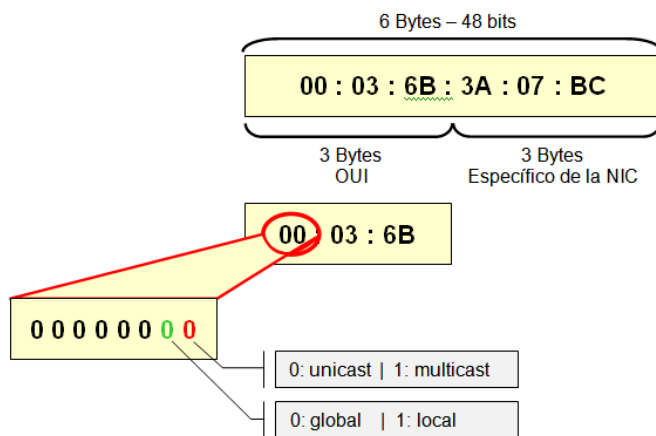 6 Bytes – 48 bits
00 : 03 : 6B : 3A : 07 : BC
3 Bytes
OUI
3 Bytes
Específico de la NIC
00 : 03 : 6B
0 0 0 0 0 0 0 0
0: unicast | 1: multicast
0: global | 1: local